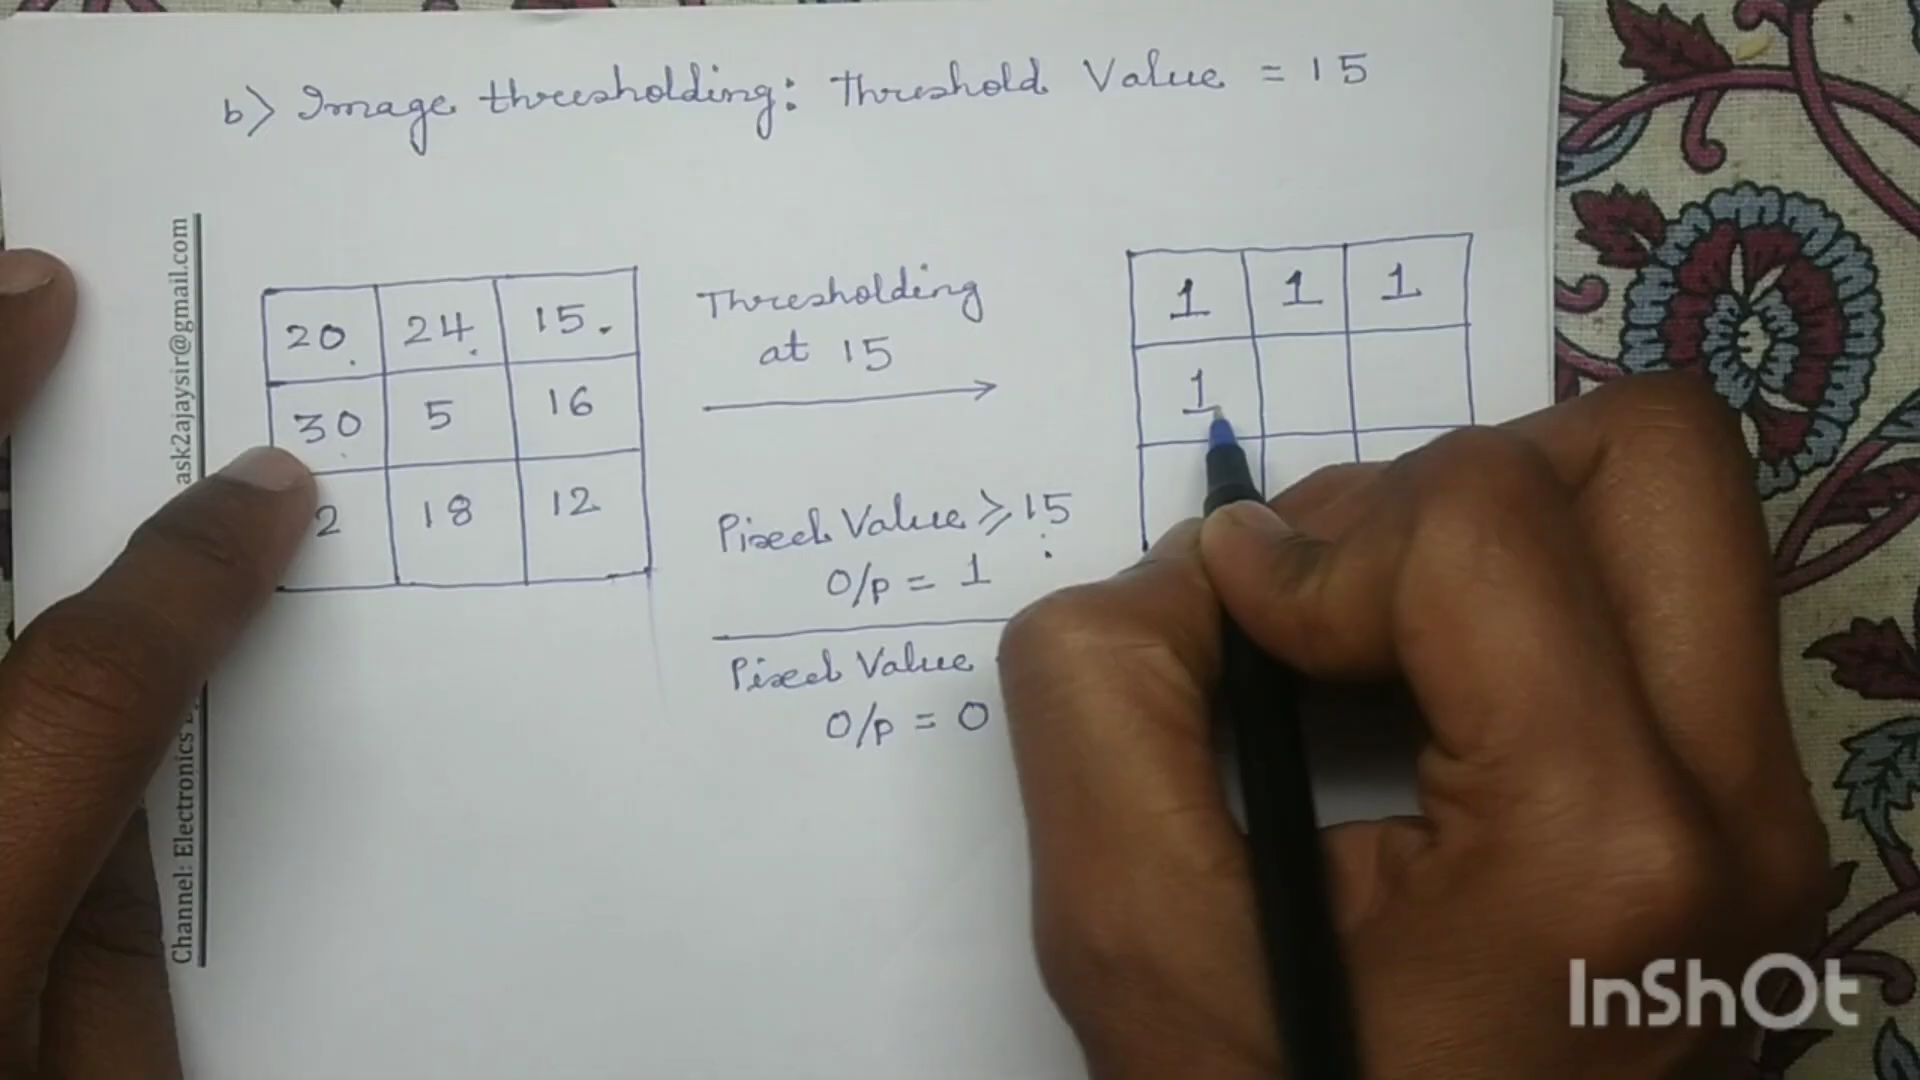 b) Image thresholding: Threshold Value = 15
ask2ajaysir@gmail.com
Channel: Electronics
20. 24. 15.
30 5 16
2 18 12
Thresholding
at 15
Pixel Value ≥ 15
O/p = 1
Pixel Value
O/p = 0
1 1 1
1
InShOt